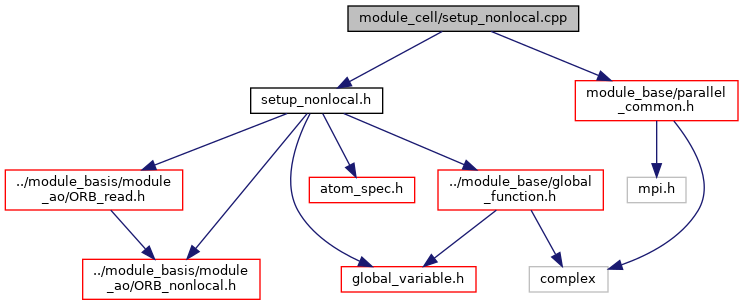 module_cell/setup_nonlocal.cpp
setup_nonlocal.h
module_base/parallel
_common.h
../module_basis/module
_ao/ORB_read.h
atom_spec.h
../module_base/global
_function.h
mpi.h
../module_basis/module
_ao/ORB_nonlocal.h
global_variable.h
complex